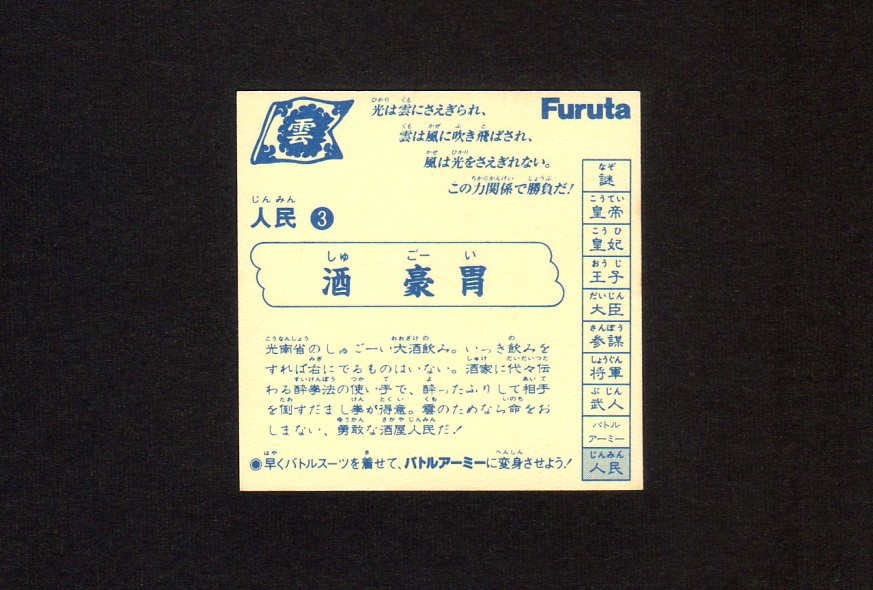 雲
光は雲にさえぎられ、
雲は風に吹き飛ばされ、
風は光をさえぎれない。
この力関係で勝負だ!
Furuta
人民 3
酒豪胃
光南省のしゅごーい大酒飲み。いっき飲みを
すれば右にでるものはいない。酒家に代々伝
わる酔拳法の使い手で、酔ったふりして相手
を倒すだまし拳が得意。雲のためなら命をお
しまない、勇敢な酒屋人民だ!
●早くバトルスーツを着せて、バトルアーミーに変身させよう!
謎
皇帝
皇妃
王子
大臣
参謀
将軍
武人
バトル
アーミー
人民